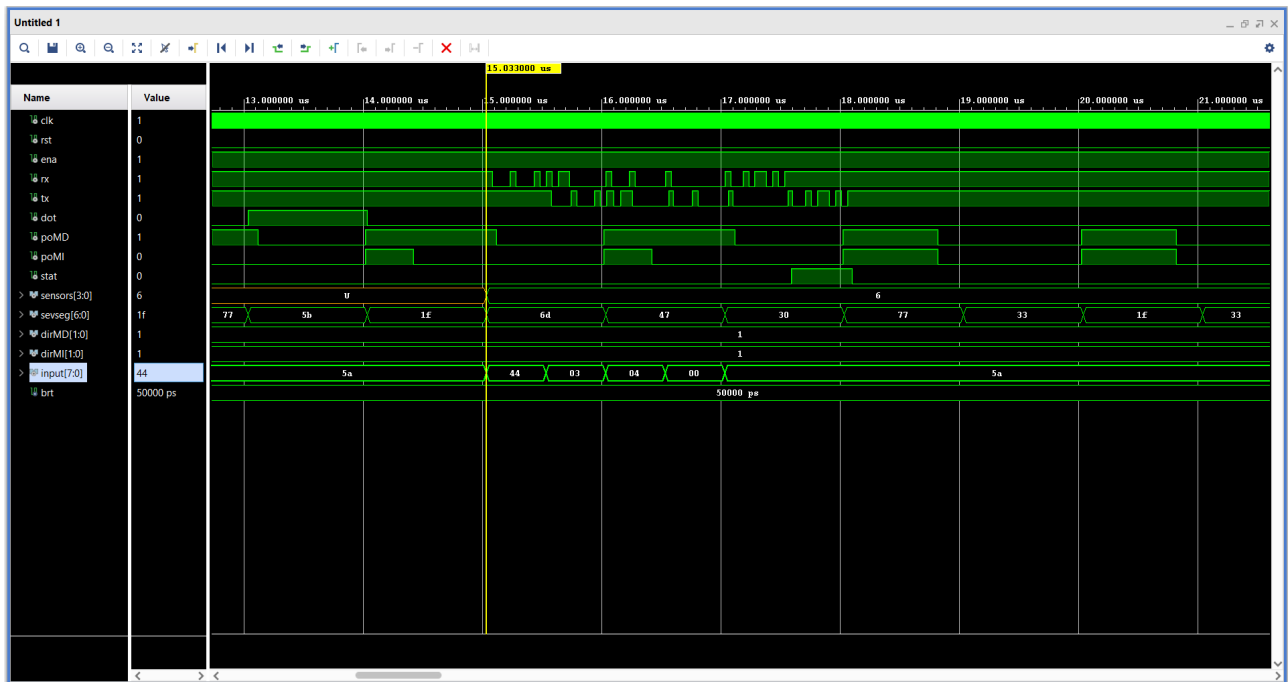 Untitled 1
15.033000 us
Name Value
13.000000 us 14.000000 us 15.000000 us 16.000000 us 17.000000 us 18.000000 us 19.000000 us 20.000000 us 21.000000 us
clk 1
rst 0
ena 1
rx 1
tx 1
dot 0
poMD 1
poMI 0
stat 0
sensors[3:0] 6 U 6
sevseg[6:0] 1f 77 5b 1f 6d 47 30 77 33 1f 33
dirMD[1:0] 1 1
dirMI[1:0] 1 1
input[7:0] 44 5a 44 03 04 00 5a
brt 50000 ps 50000 ps